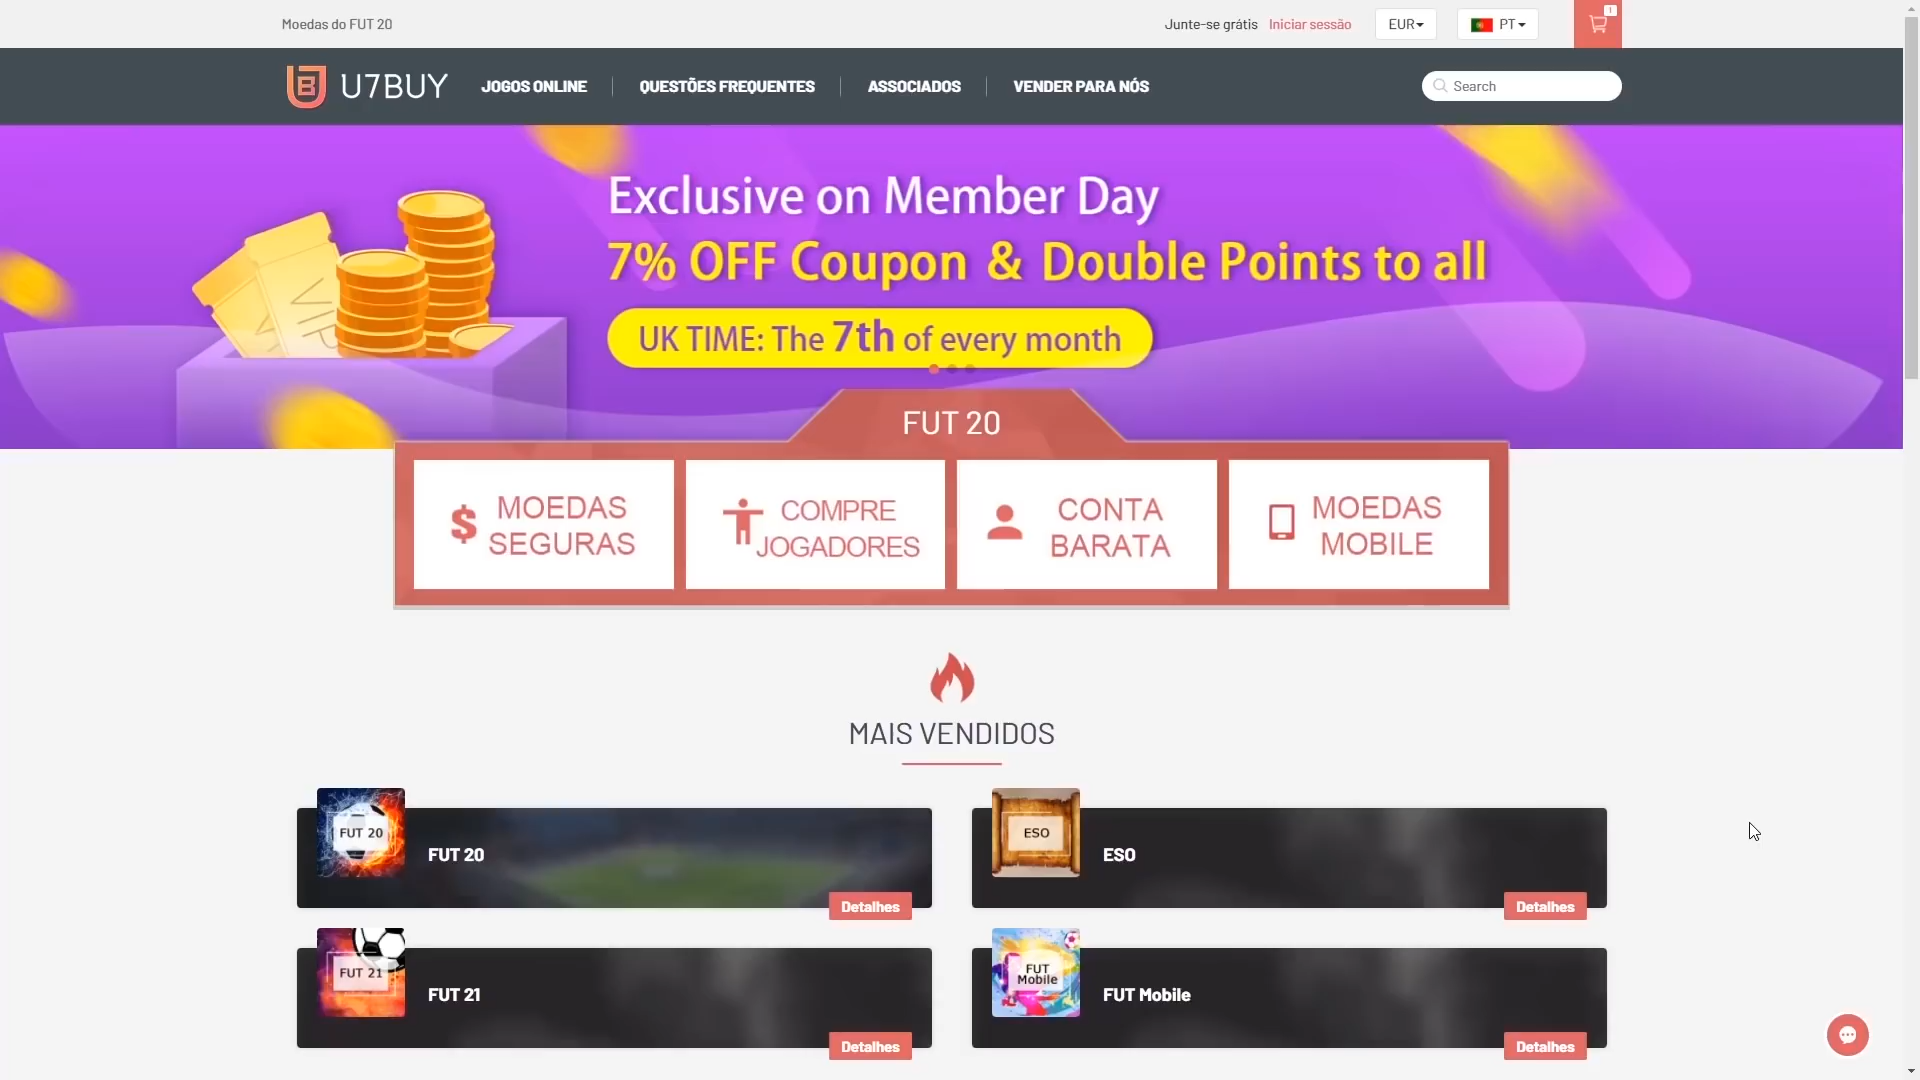 Moedas do FUT 20
Junte-se grátis Iniciar sessão EUR PT 1
U7BUY JOGOS ONLINE QUESTÕES FREQUENTES ASSOCIADOS VENDER PARA NÓS Search
Exclusive on Member Day
7% OFF Coupon & Double Points to all
UK TIME: The 7th of every month
VIP
FUT 20
$ MOEDAS
SEGURAS
COMPRE
JOGADORES
CONTA
BARATA
MOEDAS
MOBILE
MAIS VENDIDOS
FUT 20
FUT 20
Detalhes
ESO
ESO
Detalhes
FUT 21
FUT 21
Detalhes
FUT
Mobile
FUT Mobile
Detalhes